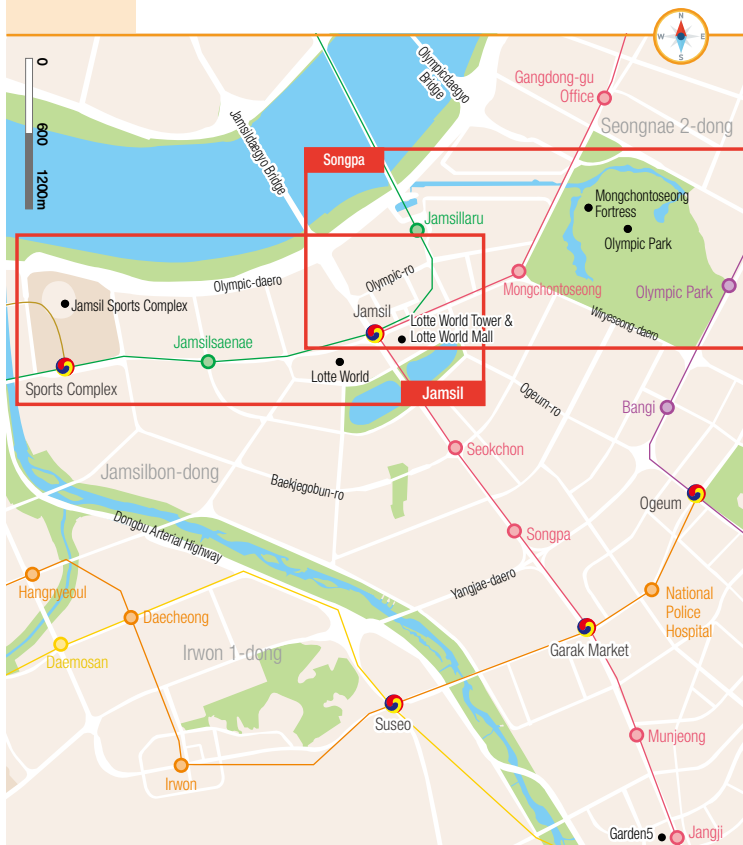 N
W E
S
0
600
1200m
Olympicdaegyo
Bridge
Jamsildaegyo Bridge
Gangdong-gu
Office
Seongnae 2-dong
Songpa
Mongchontoseong
Fortress
Olympic Park
Jamsillaru
Olympic-daero
Olympic-ro
Mongchontoseong
Olympic Park
Jamsil Sports Complex
Jamsil
Lotte World Tower &
Lotte World Mall
Wiryeseong-daero
Jamsilsaenae
Lotte World
Sports Complex
Jamsil
Ogeum-ro
Bangi
Seokchon
Jamsilbon-dong
Baekjegobun-ro
Ogeum
Dongbu Arterial Highway
Songpa
Yangjae-daero
Hangnyeoul
Daecheong
National
Police
Hospital
Daemosan
Irwon 1-dong
Garak Market
Suseo
Munjeong
Irwon
Garden5
Jangji